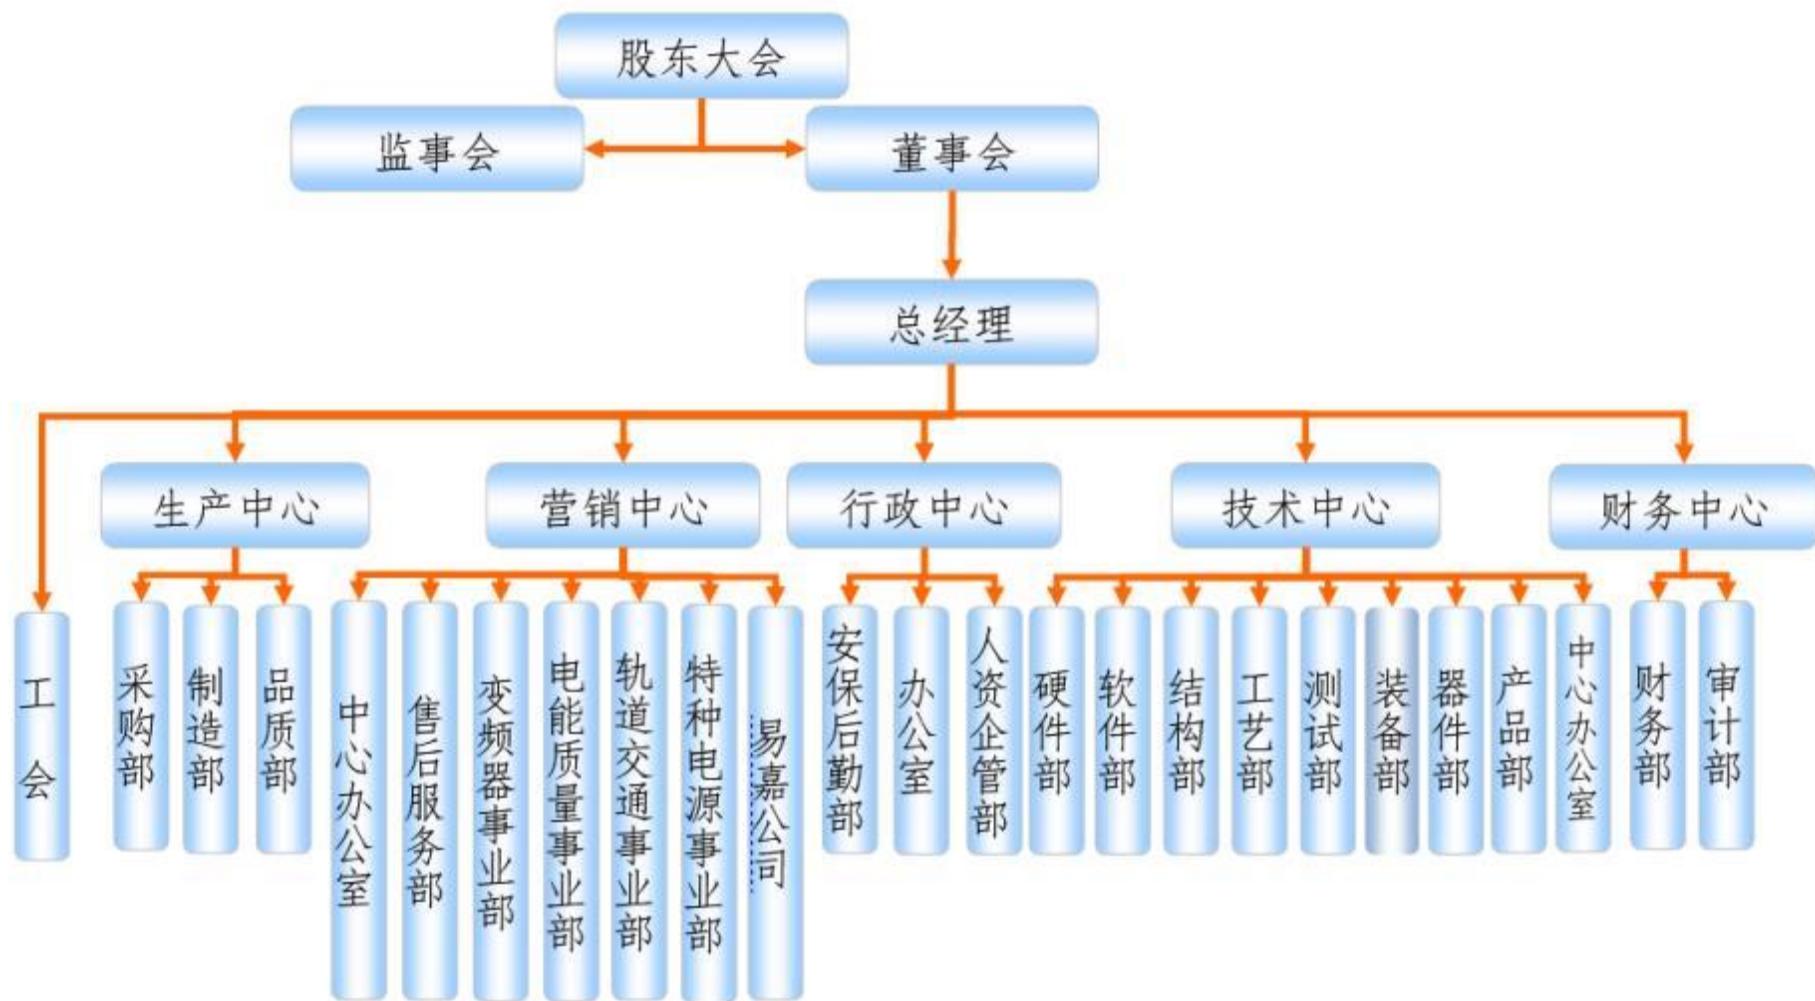 股东大会
监事会
董事会
总经理
生产中心
营销中心
行政中心
技术中心
财务中心
工会
采购部
制造部
品质部
中心办公室
售后服务部
变频器事业部
电能质量事业部
轨道交通事业部
特种电源事业部
易嘉公司
安保后勤部
办公室
人资企管部
硬件部
软件部
结构部
工艺部
测试部
装备部
器件部
产品部
中心办公室
财务部
审计部